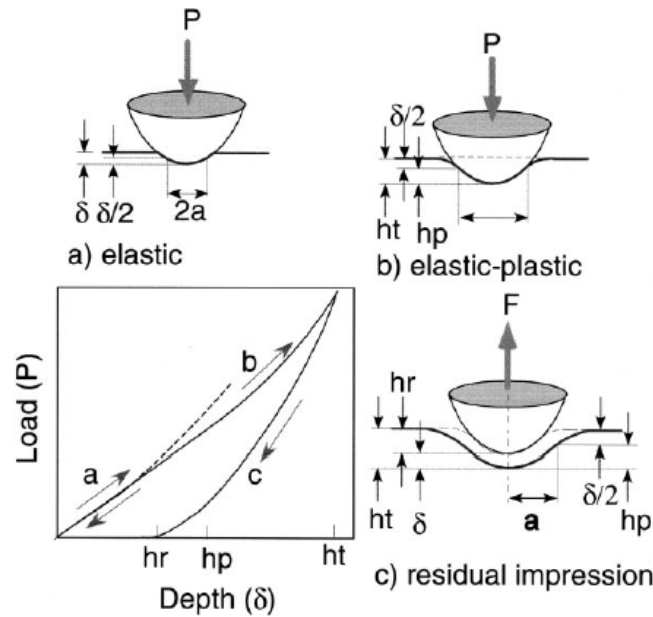 P
δ
δ/2
2a
a) elastic
P
δ/2
ht
hp
b) elastic-plastic
Load (P)
a
b
c
hr
hp
ht
Depth (δ)
F
hr
ht
δ
a
δ/2
hp
c) residual impression